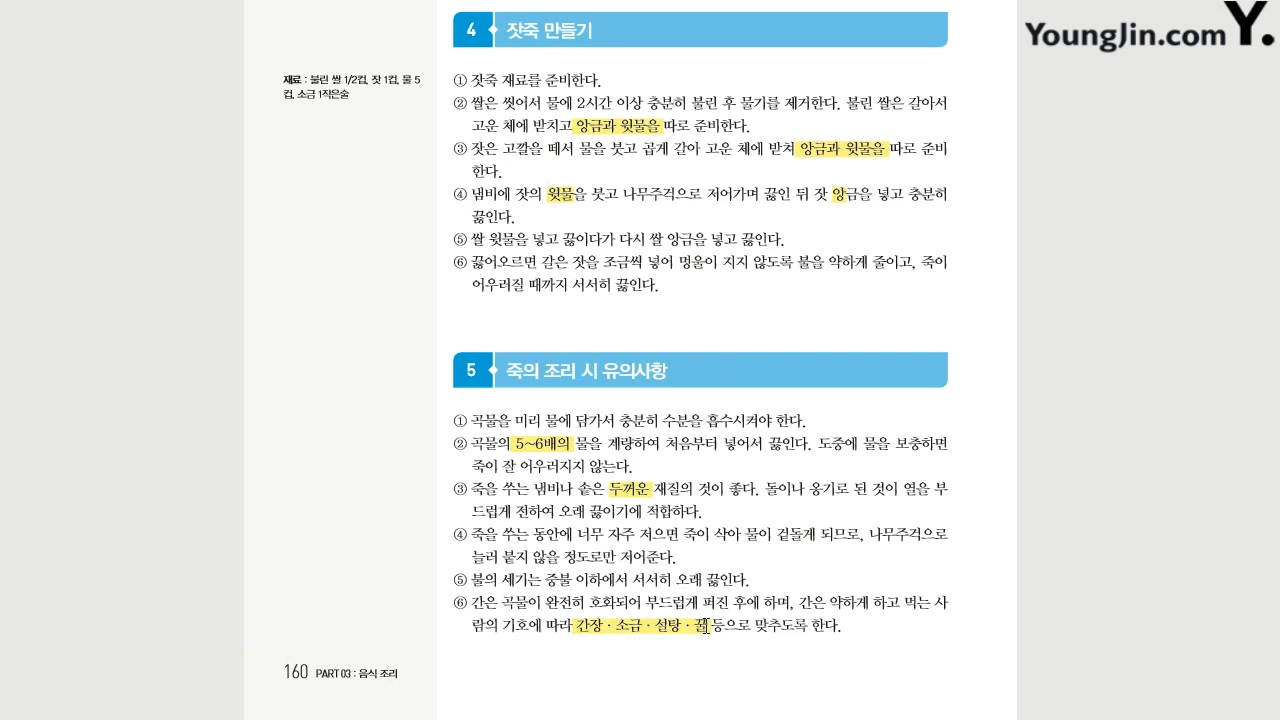 YoungJin.com Y.
4 잣죽 만들기
재료 : 불린 쌀 1/2컵, 잣 1컵, 물 5
컵, 소금 1작은술
① 잣죽 재료를 준비한다.
② 쌀은 씻어서 물에 2시간 이상 충분히 불린 후 물기를 제거한다. 불린 쌀은 갈아서
고운 체에 받치고 앙금과 윗물을 따로 준비한다.
③ 잣은 고깔을 떼서 물을 붓고 곱게 갈아 고운 체에 받쳐 앙금과 윗물을 따로 준비
한다.
④ 냄비에 잣의 윗물을 붓고 나무주걱으로 저어가며 끓인 뒤 잣 앙금을 넣고 충분히
끓인다.
⑤ 쌀 윗물을 넣고 끓이다가 다시 쌀 앙금을 넣고 끓인다.
⑥ 끓어오르면 갈은 잣을 조금씩 넣어 멍울이 지지 않도록 불을 약하게 줄이고, 죽이
어우러질 때까지 서서히 끓인다.
5 죽의 조리 시 유의사항
① 곡물을 미리 물에 담가서 충분히 수분을 흡수시켜야 한다.
② 곡물의 5~6배의 물을 계량하여 처음부터 넣어서 끓인다. 도중에 물을 보충하면
죽이 잘 어우러지지 않는다.
③ 죽을 쑤는 냄비나 솥은 두꺼운 재질의 것이 좋다. 돌이나 옹기로 된 것이 열을 부
드럽게 전하여 오래 끓이기에 적합하다.
④ 죽을 쑤는 동안에 너무 자주 저으면 죽이 삭아 물이 겉돌게 되므로, 나무주걱으로
눌러 붙지 않을 정도로만 저어준다.
⑤ 불의 세기는 중불 이하에서 서서히 오래 끓인다.
⑥ 간은 곡물이 완전히 호화되어 부드럽게 퍼진 후에 하며, 간은 약하게 하고 먹는 사
람의 기호에 따라 간장 · 소금 · 설탕 · 꿀 등으로 맞추도록 한다.
160 PART 03 : 음식 조리